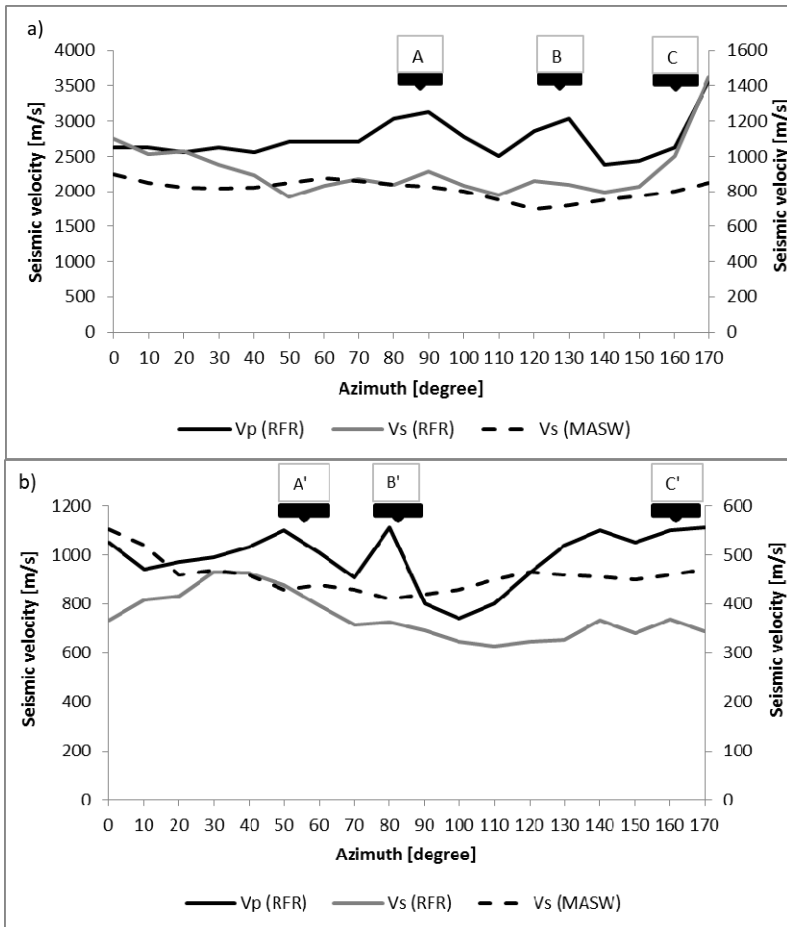 a)
A B C
4000 1600
3500 1400
3000 1200
2500 1000
2000 800
1500 600
1000 400
500 200
0 0
Seismic velocity [m/s]
Seismic velocity [m/s]
0 10 20 30 40 50 60 70 80 90 100 110 120 130 140 150 160 170
Azimuth [degree]
Vp (RFR) Vs (RFR) Vs (MASW)
b)
A' B' C'
1200 600
1000 500
800 400
600 300
400 200
200 100
0 0
Seismic velocity [m/s]
Seismic velocity [m/s]
0 10 20 30 40 50 60 70 80 90 100 110 120 130 140 150 160 170
Azimuth [degree]
Vp (RFR) Vs (RFR) Vs (MASW)